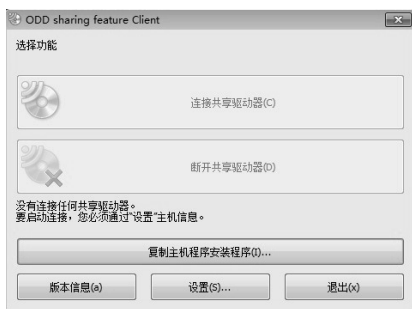 ODD sharing feature Client
选择功能
连接共享驱动器(C)
断开共享驱动器(D)
没有连接任何共享驱动器。
要启动连接，您必须通过“设置”主机信息。
复制主机程序安装程序(I)...
版本信息(a)
设置(S)...
退出(x)